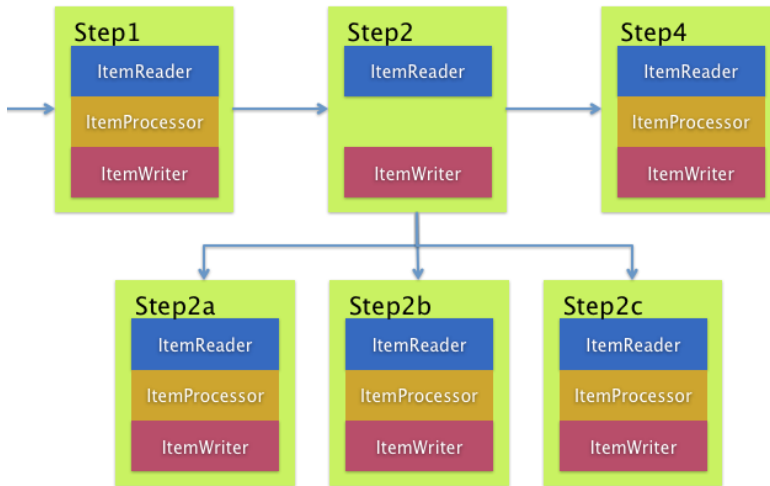 Step1
ItemReader
ItemProcessor
ItemWriter
Step2
ItemReader
ItemWriter
Step4
ItemReader
ItemProcessor
ItemWriter
Step2a
ItemReader
ItemProcessor
ItemWriter
Step2b
ItemReader
ItemProcessor
ItemWriter
Step2c
ItemReader
ItemProcessor
ItemWriter